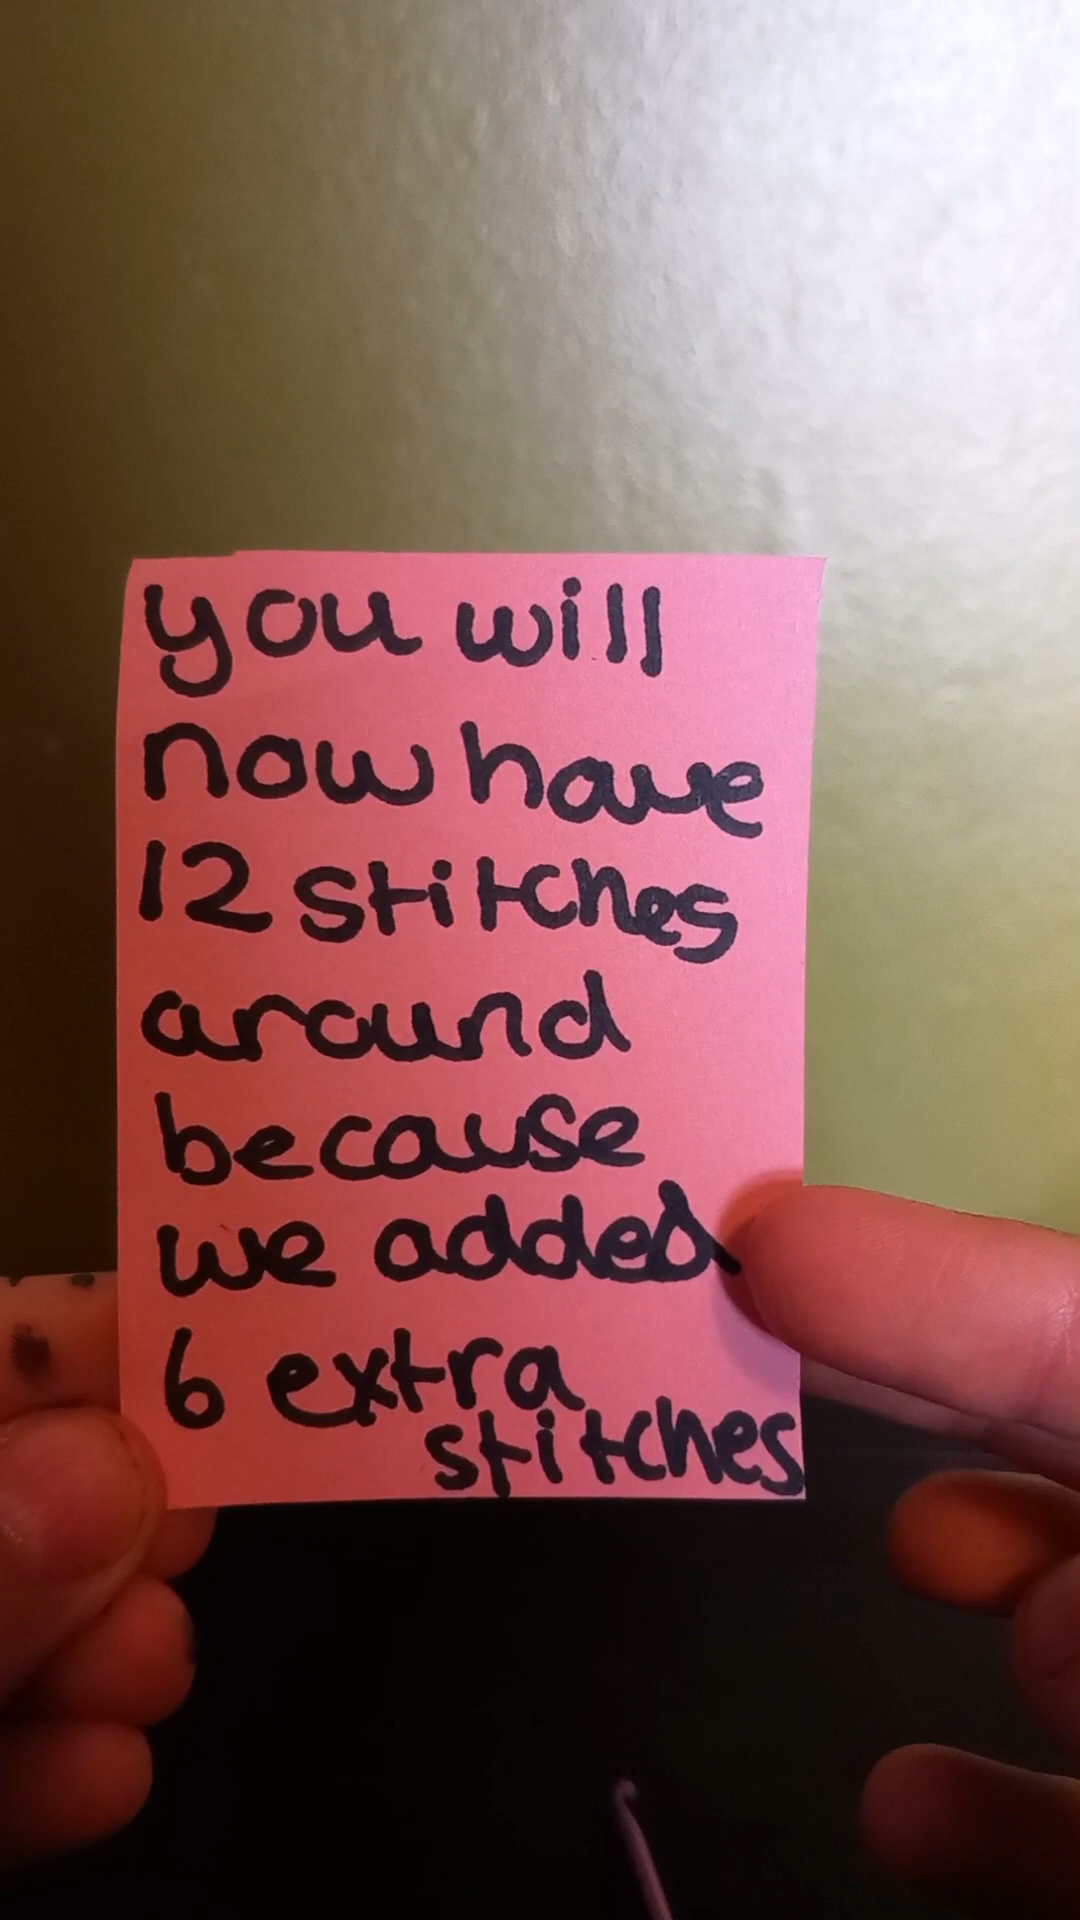 you will
now have
12 stitches
around
because
we added
6 extra
stitches